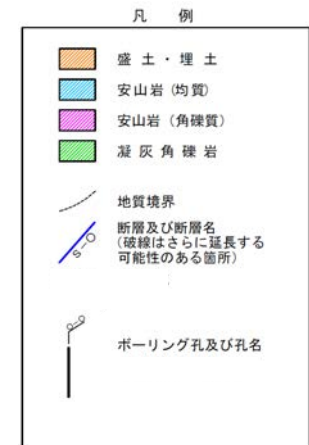 凡 例
盛 土 ・ 埋 土
安山岩 (均質)
安山岩 (角礫質)
凝 灰 角 礫 岩
地質境界
断層及び断層名
(破線はさらに延長する
可能性のある箇所)
S-O
O-O
ボーリング孔及び孔名